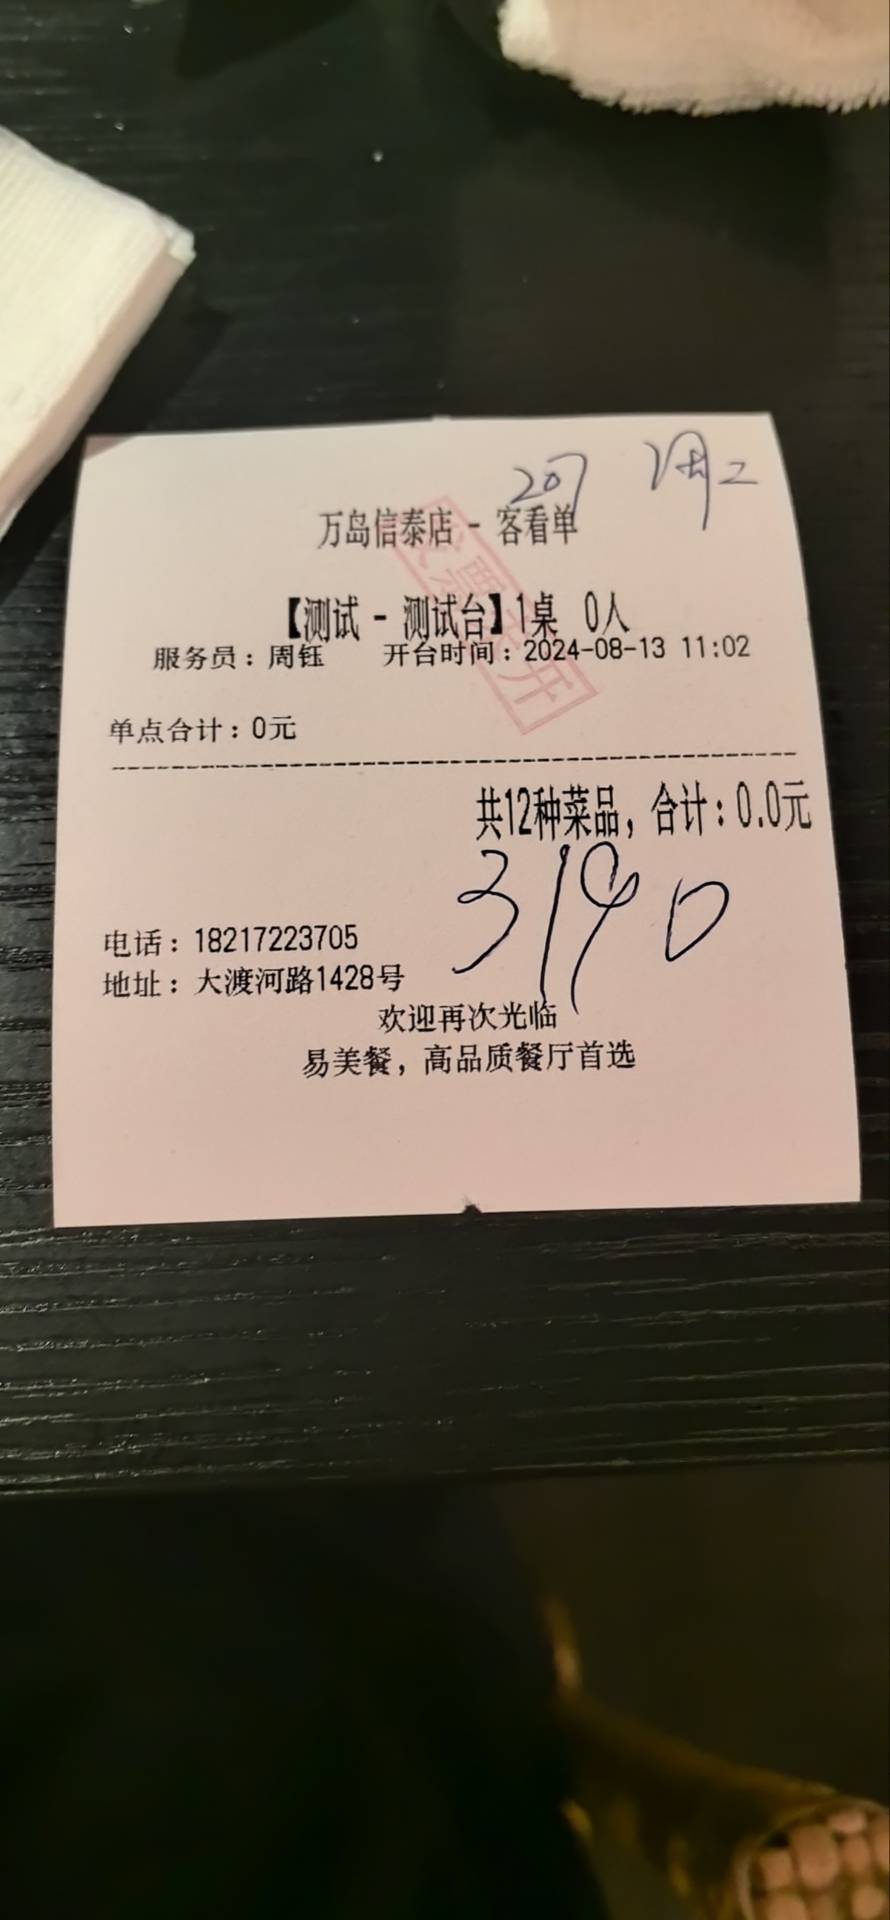 207 周二
万岛信泰店 - 客看单
【测试 - 测试台】1桌 0人
服务员：周钰 开台时间：2024-08-13 11:02
单点合计：0元
共12种菜品，合计：0.0元
3190
电话：18217223705
地址：大渡河路1428号
欢迎再次光临
易美餐，高品质餐厅首选